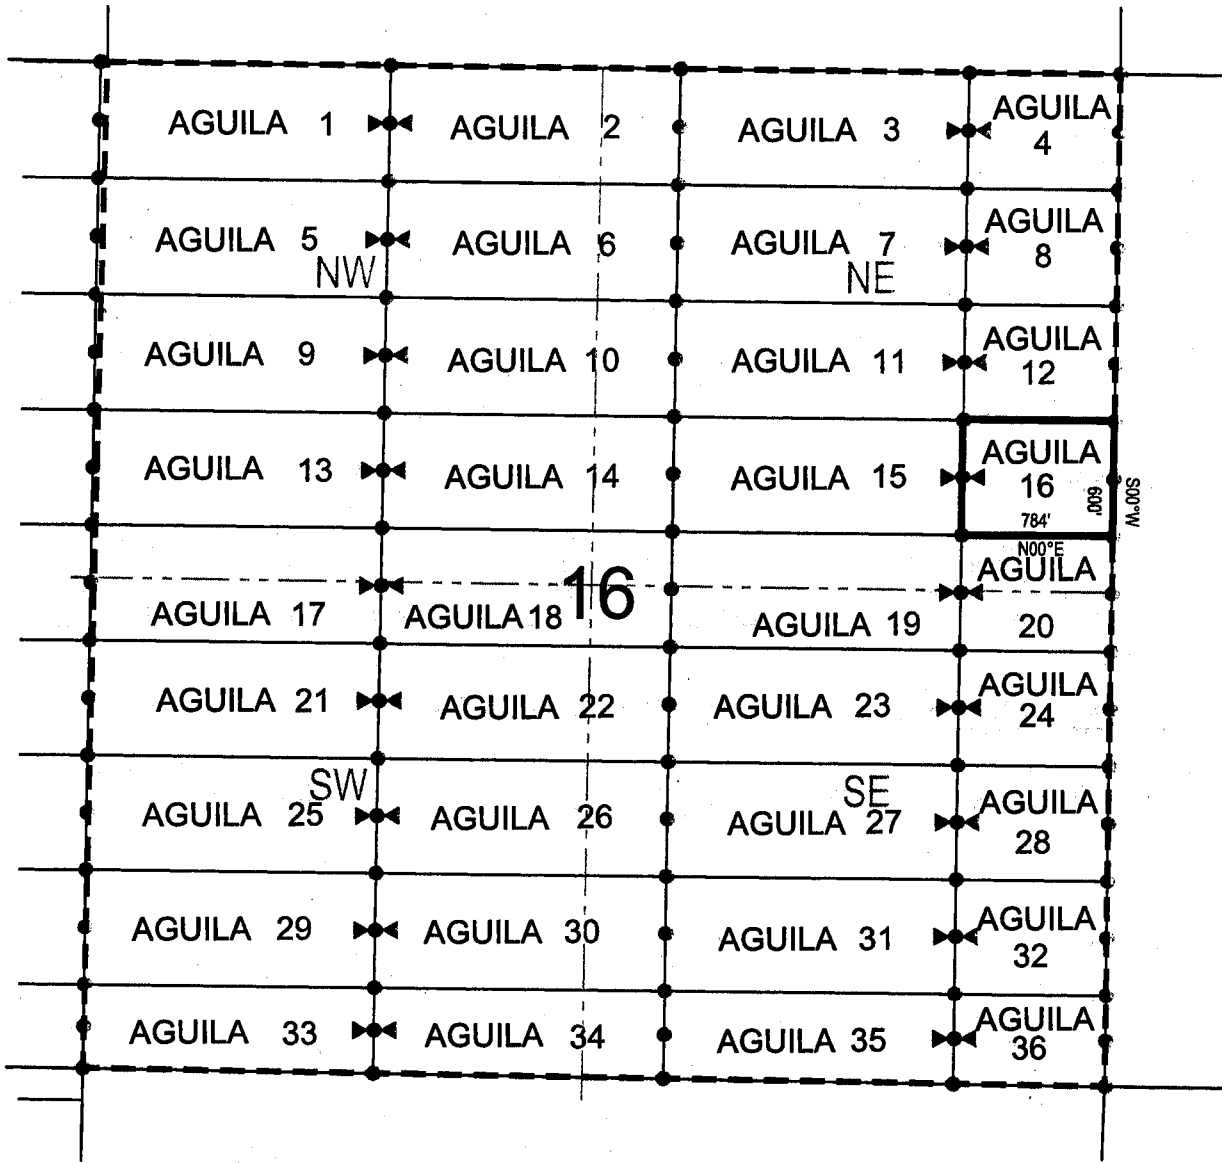 AGUILA 1
AGUILA 2
AGUILA 3
AGUILA
4
AGUILA 5
AGUILA 6
AGUILA 7
AGUILA
8
NW
NE
AGUILA 9
AGUILA 10
AGUILA 11
AGUILA
12
AGUILA 13
AGUILA 14
AGUILA 15
AGUILA
16
600'
784'
S00°W
N00°E
16
AGUILA 17
AGUILA 18
AGUILA 19
AGUILA
20
AGUILA 21
AGUILA 22
AGUILA 23
AGUILA
24
SW
SE
AGUILA 25
AGUILA 26
AGUILA 27
AGUILA
28
AGUILA 29
AGUILA 30
AGUILA 31
AGUILA
32
AGUILA 33
AGUILA 34
AGUILA 35
AGUILA
36